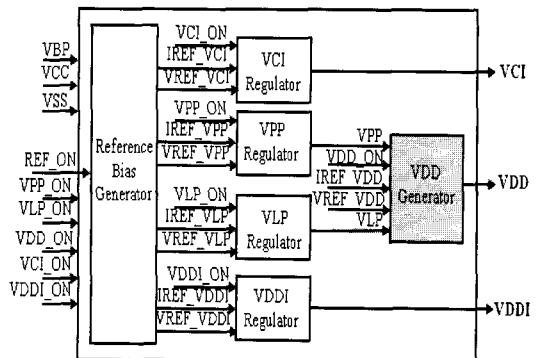 VBP
VCC
VSS
REF_ON
VPP_ON
VLP_ON
VDD_ON
VCI_ON
VDDI_ON
Reference
Bias
Generator
VCI_ON
IREF_VCI
VREF_VCI
VCI
Regulator
VCI
VPP_ON
IREF_VPP
VREF_VPP
VPP
Regulator
VLP_ON
IREF_VLP
VREF_VLP
VLP
Regulator
VPP
VDD_ON
IREF_VDD
VREF_VDD
VLP
VDD
Generator
VDD
VDDI_ON
IREF_VDDI
VREF_VDDI
VDDI
Regulator
VDDI